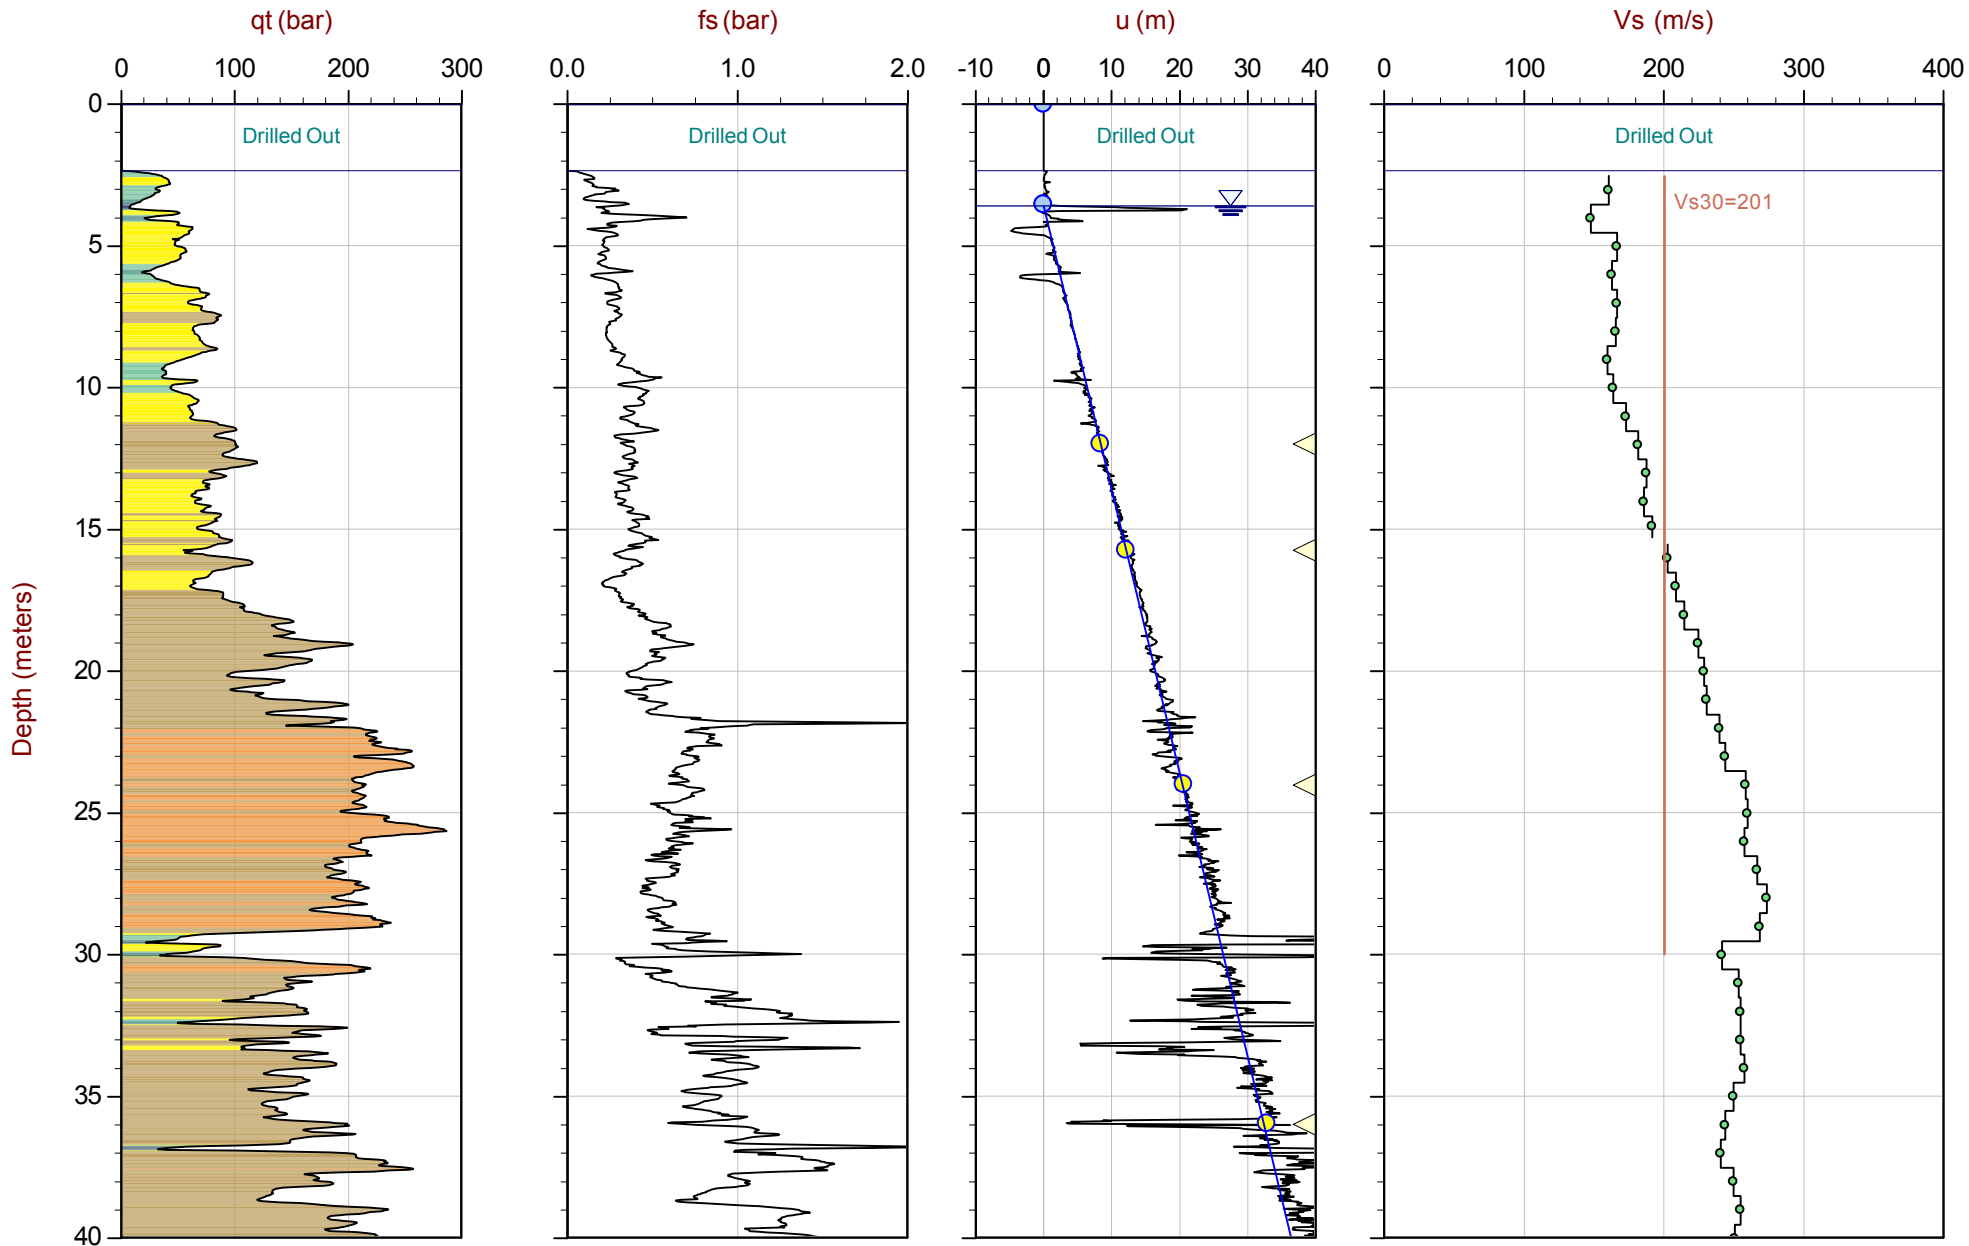 qt (bar) fs (bar) u (m) Vs (m/s)
0 100 200 300 0.0 1.0 2.0 -10 0 10 20 30 40 0 100 200 300 400
0
Drilled Out Drilled Out Drilled Out Drilled Out
Vs30=201
5
10
15
Depth (meters)
20
25
30
35
40